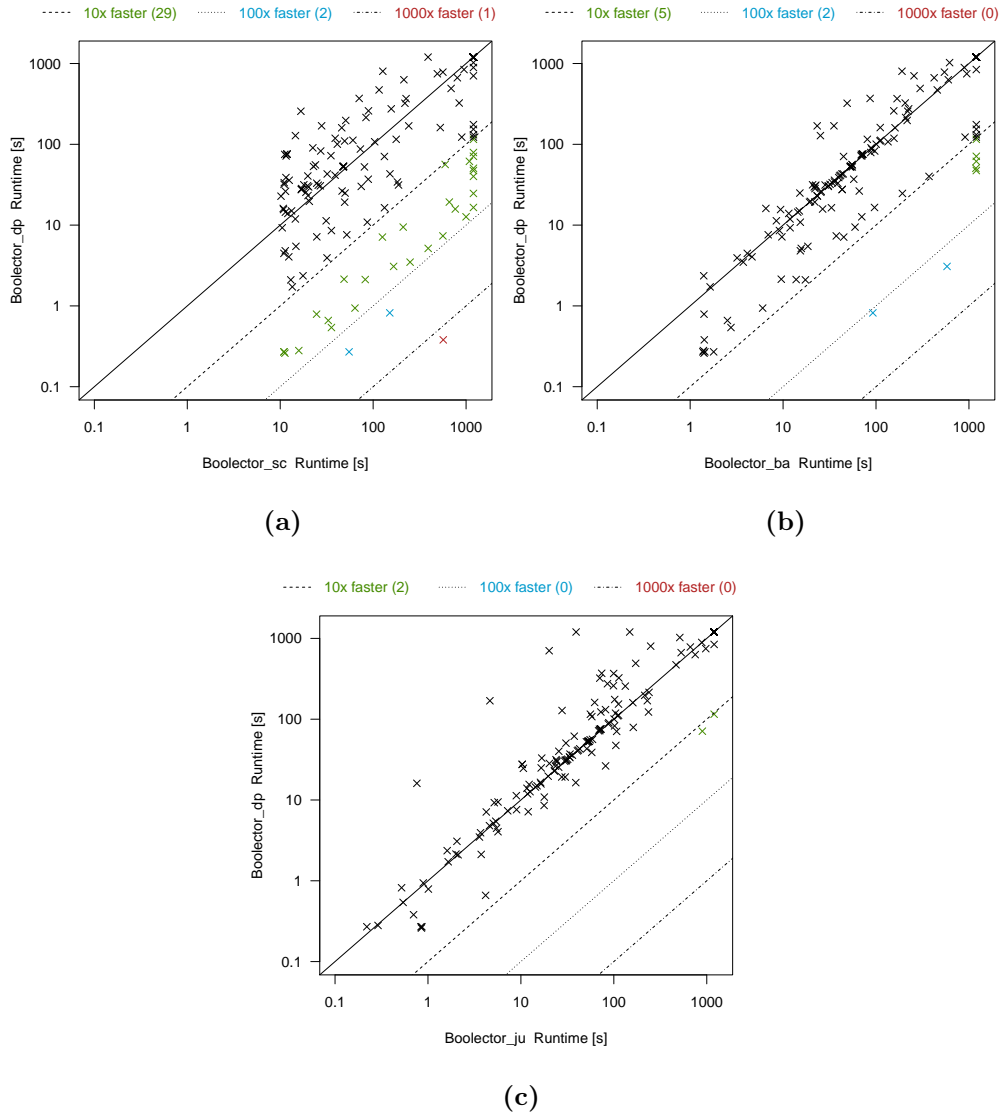 10x faster (29) 100x faster (2) 1000x faster (1)
1000
100
10
1
0.1
Boolector_dp Runtime [s]
0.1 1 10 100 1000
Boolector_sc Runtime [s]
(a)
10x faster (5) 100x faster (2) 1000x faster (0)
1000
100
10
1
0.1
Boolector_dp Runtime [s]
0.1 1 10 100 1000
Boolector_ba Runtime [s]
(b)
10x faster (2) 100x faster (0) 1000x faster (0)
1000
100
10
1
0.1
Boolector_dp Runtime [s]
0.1 1 10 100 1000
Boolector_ju Runtime [s]
(c)